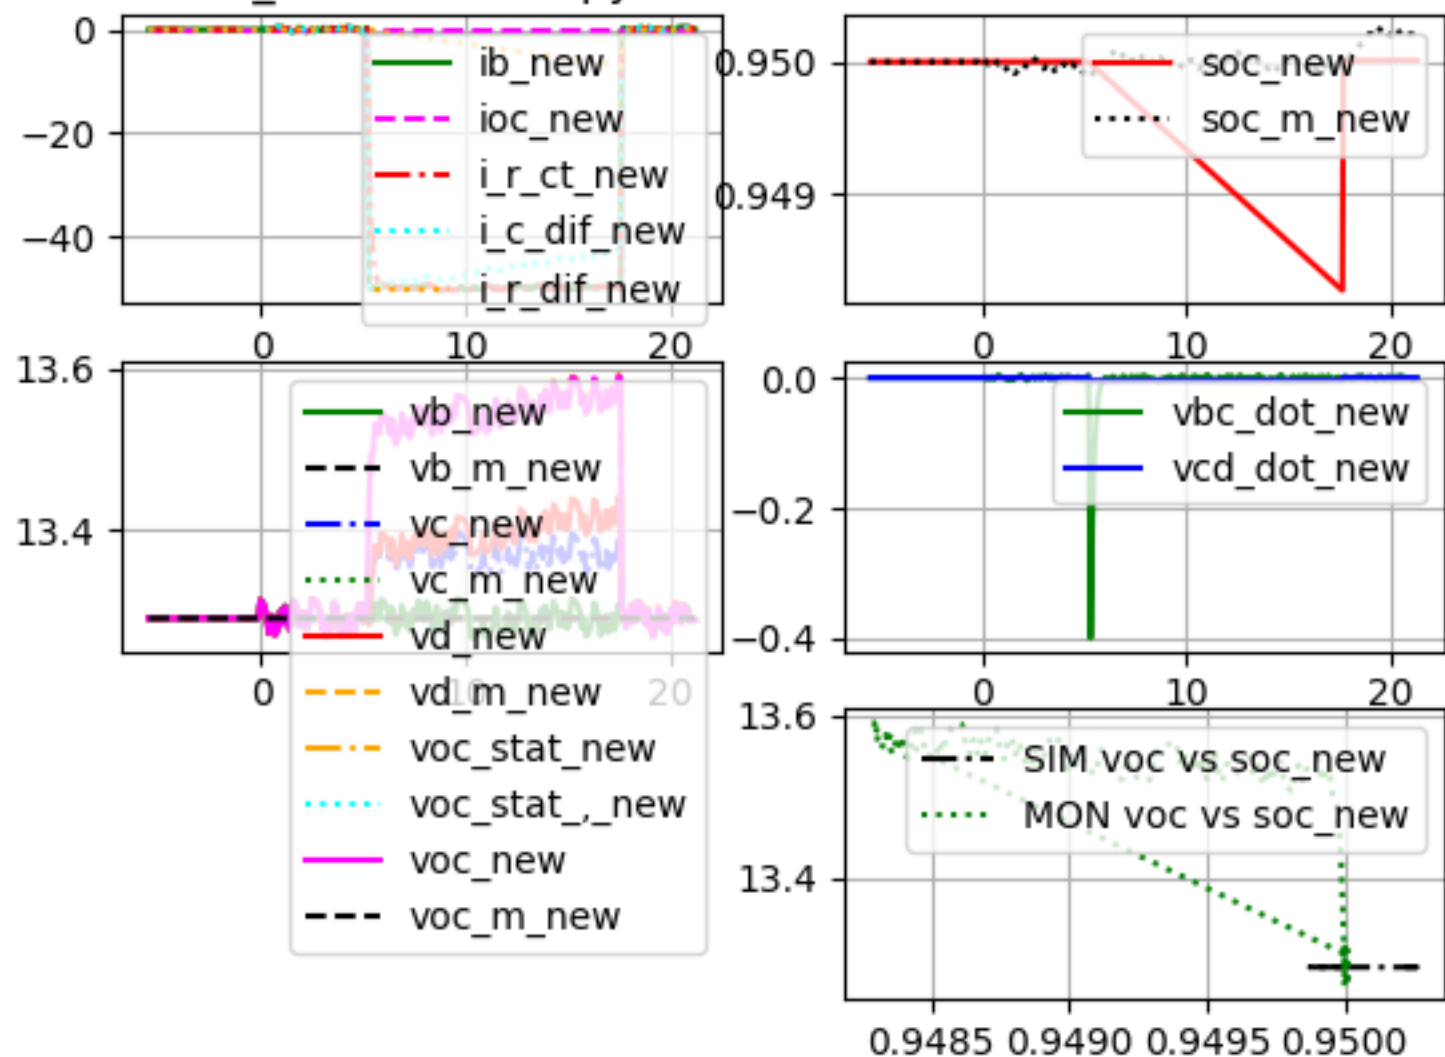 0
−20
−40
0
10
20
ib_new
ioc_new
i_r_ct_new
i_c_dif_new
i_r_dif_new
0.950
0.949
0
10
20
soc_new
soc_m_new
13.6
13.4
0
10
20
vb_new
vb_m_new
vc_new
vc_m_new
vd_new
vd_m_new
voc_stat_new
voc_stat_,_new
voc_new
voc_m_new
0.0
−0.2
−0.4
0
10
20
vbc_dot_new
vcd_dot_new
13.6
13.4
SIM voc vs soc_new
MON voc vs soc_new
0.9485 0.9490 0.9495 0.9500